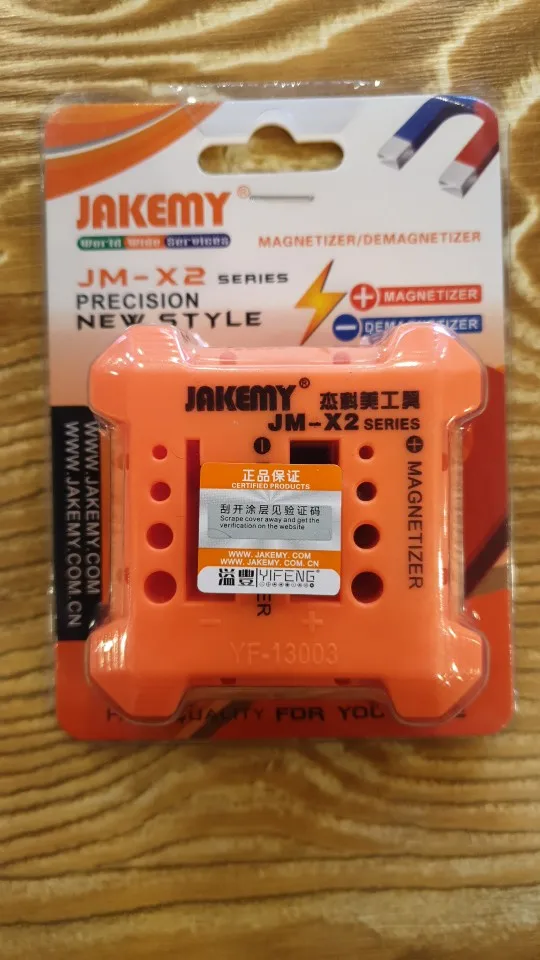 JAKEMY®
World Wide Services
MAGNETIZER/DEMAGNETIZER
JM-X2 SERIES
PRECISION
NEW STYLE
+ MAGNETIZER
− DEMAGNETIZER
JAKEMY® 杰科美工具
JM-X2 SERIES
+ MAGNETIZER
正品保证
CERTIFIED PRODUCTS
刮开涂层见验证码
Scrape cover away and get the
verification on the website
WWW.JAKEMY.COM
WWW.JAKEMY.COM.CN
溢豐 YIFENG®
− +
YF-13003
WWW.JAKEMY.COM
WWW.JAKEMY.COM.CN
FOR